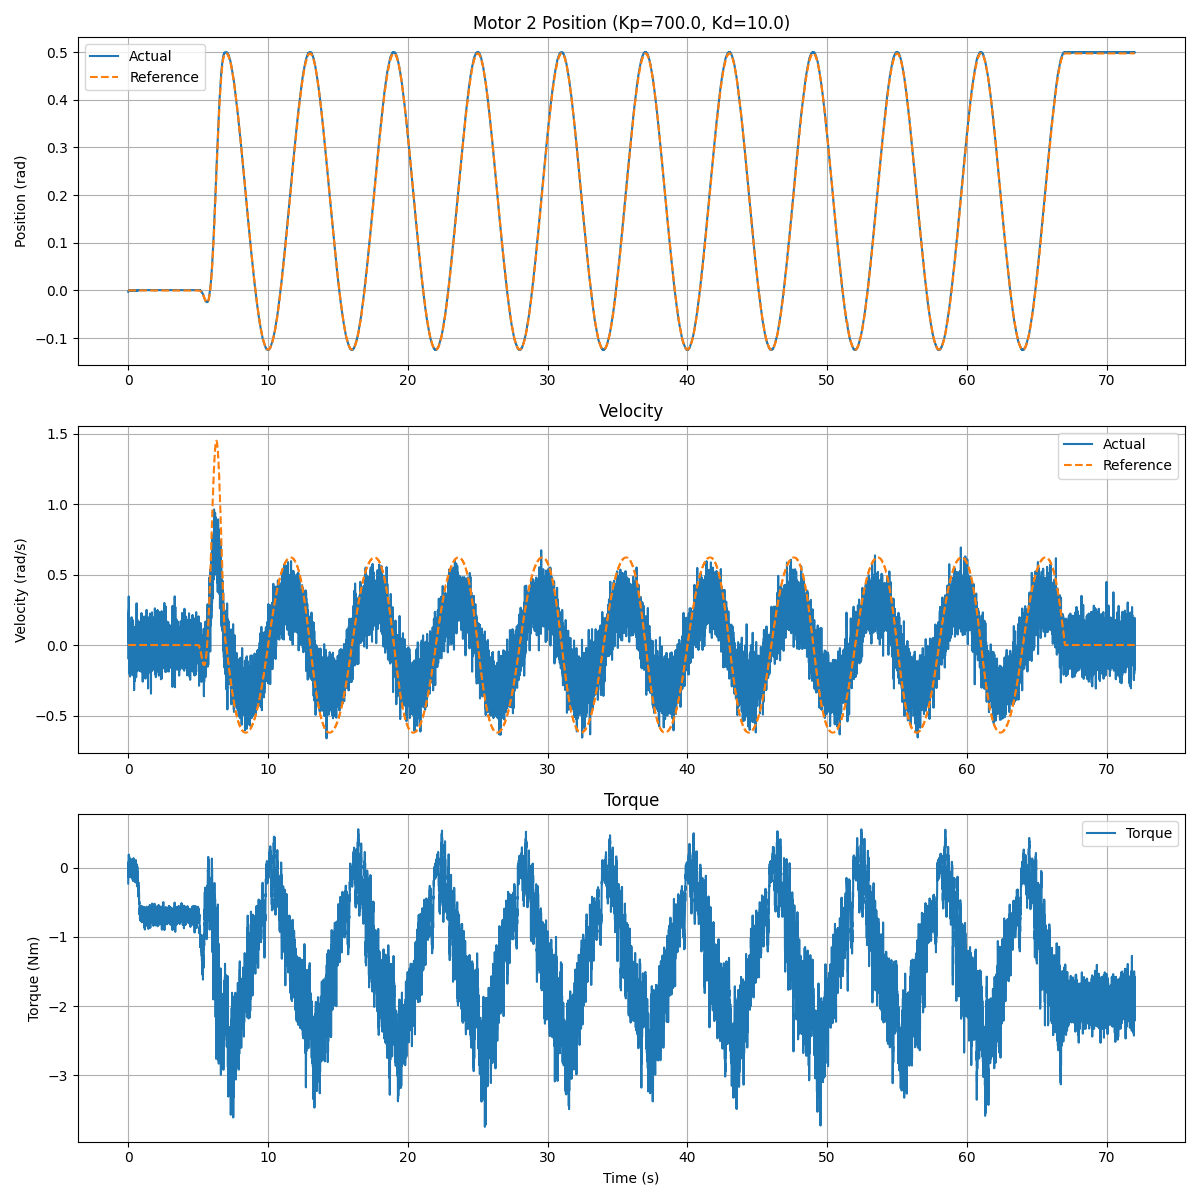 Motor 2 Position (Kp=700.0, Kd=10.0)
Actual
Reference
Position (rad)
0.5
0.4
0.3
0.2
0.1
0.0
−0.1
0 10 20 30 40 50 60 70
Velocity
Actual
Reference
Velocity (rad/s)
1.5
1.0
0.5
0.0
−0.5
0 10 20 30 40 50 60 70
Torque
Torque
Torque (Nm)
0
−1
−2
−3
0 10 20 30 40 50 60 70
Time (s)